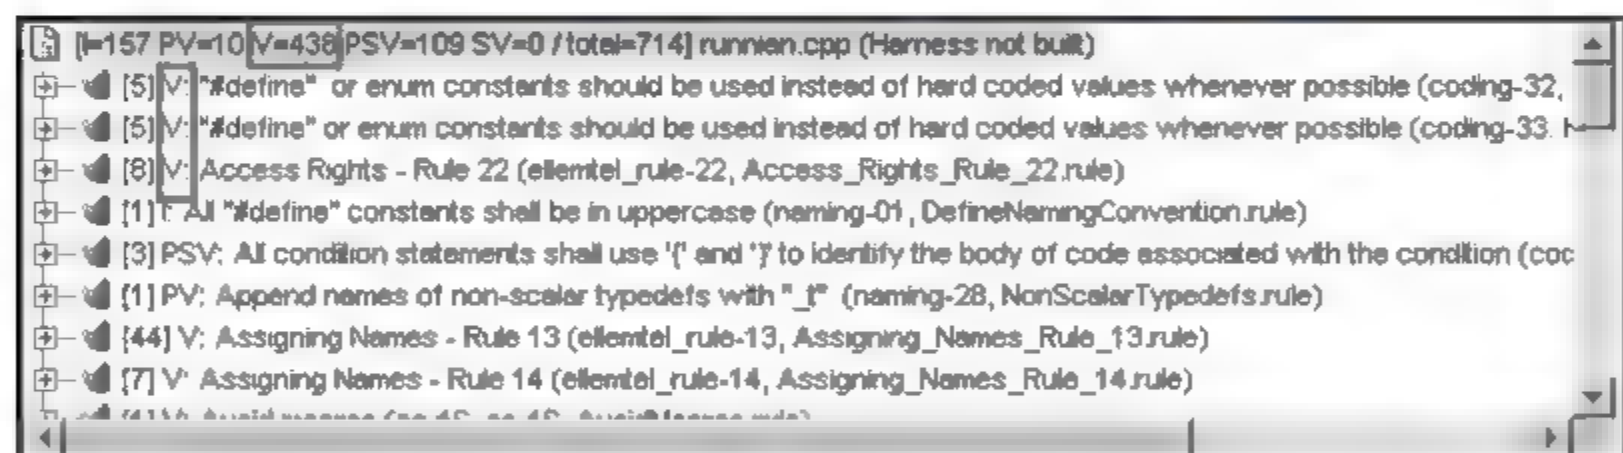 [I=157 PV=10 V=438 PSV=109 SV=0 / total=714] runnien.cpp (Harness not built)
[5] V: "#define" or enum constants should be used instead of hard coded values whenever possible (coding-32,
[5] V: "#define" or enum constants should be used instead of hard coded values whenever possible (coding-33.
[8] V: Access Rights - Rule 22 (ellemtel_rule-22, Access_Rights_Rule_22.rule)
[1] I: All "#define" constants shall be in uppercase (naming-01, DefineNamingConvention.rule)
[3] PSV: All condition statements shall use '{' and '}' to identify the body of code associated with the condition (coc
[1] PV: Append names of non-scalar typedefs with "_t" (naming-28, NonScalarTypedefs.rule)
[44] V: Assigning Names - Rule 13 (ellemtel_rule-13, Assigning_Names_Rule_13.rule)
[7] V: Assigning Names - Rule 14 (ellemtel_rule-14, Assigning_Names_Rule_14.rule)